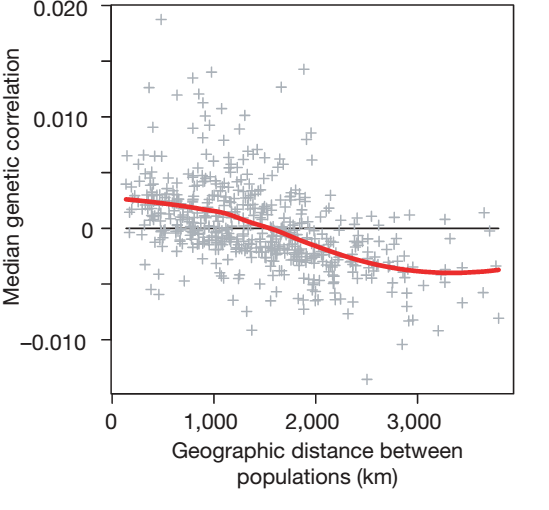 0.020
0.010
0
−0.010
Median genetic correlation
0
1,000
2,000
3,000
Geographic distance between
populations (km)